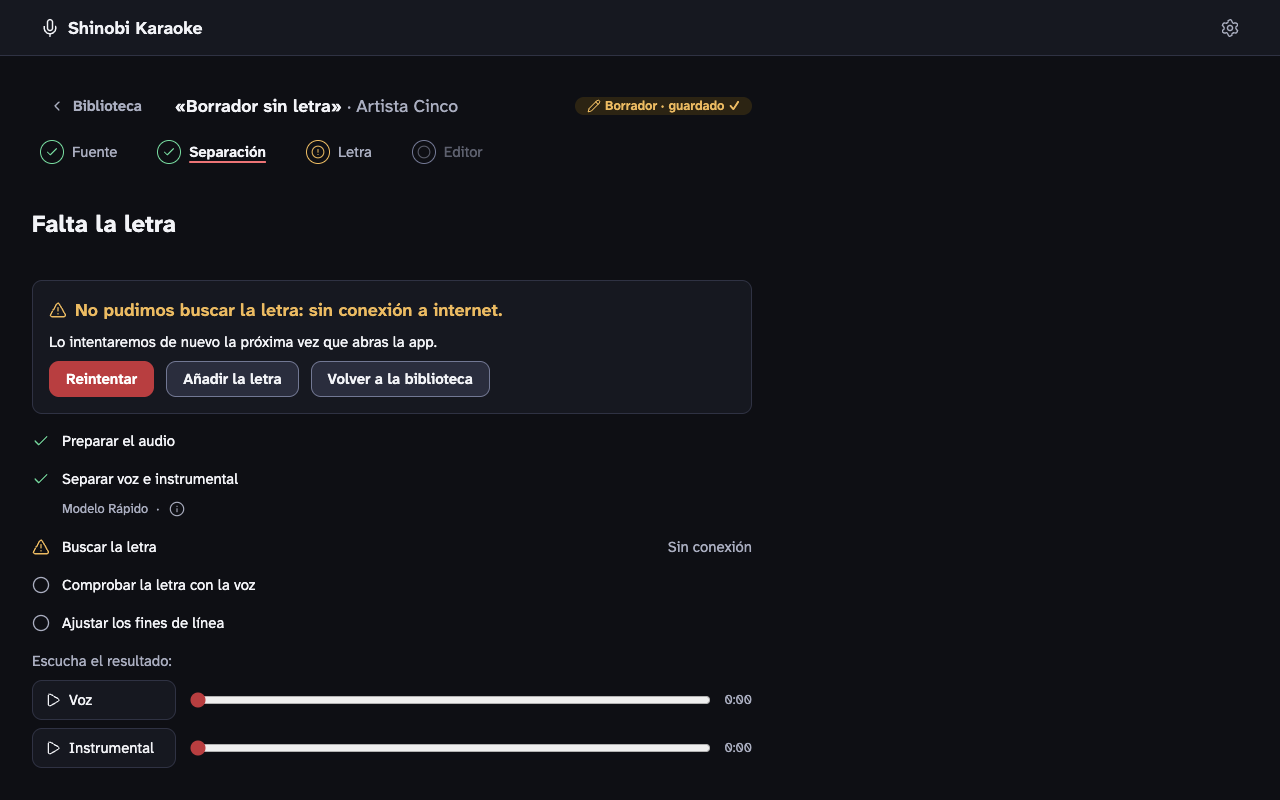 Shinobi Karaoke
Biblioteca «Borrador sin letra» · Artista Cinco Borrador · guardado ✓
Fuente Separación Letra Editor
Falta la letra
No pudimos buscar la letra: sin conexión a internet.
Lo intentaremos de nuevo la próxima vez que abras la app.
Reintentar Añadir la letra Volver a la biblioteca
Preparar el audio
Separar voz e instrumental
Modelo Rápido ·
Buscar la letra Sin conexión
Comprobar la letra con la voz
Ajustar los fines de línea
Escucha el resultado:
Voz 0:00
Instrumental 0:00